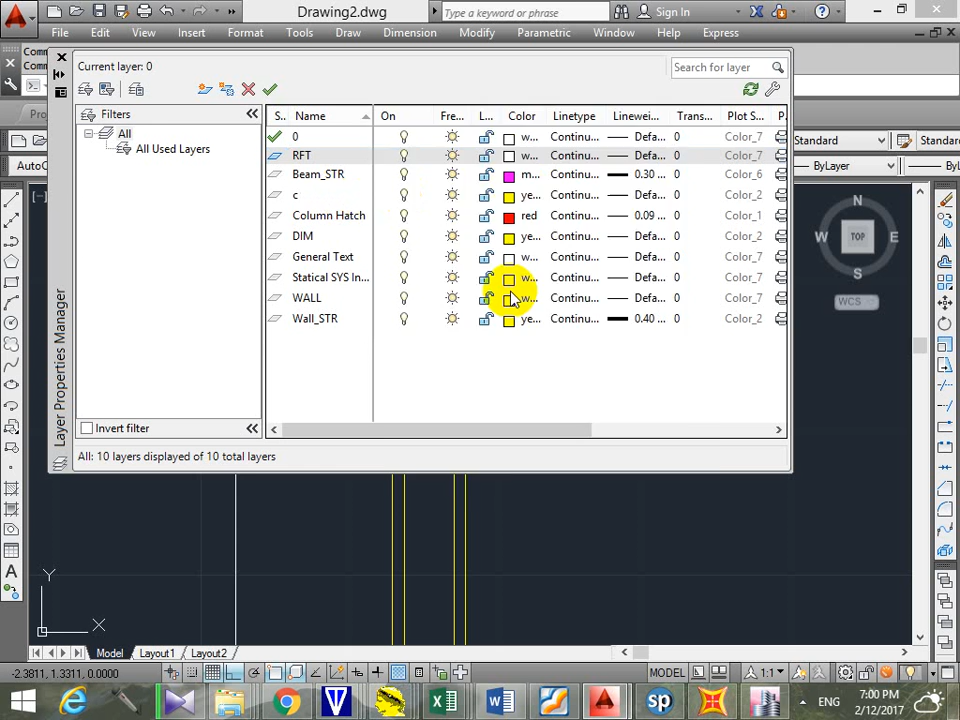 Drawing2.dwg
Type a keyword or phrase
Sign In
File Edit View Insert Format Tools Draw Dimension Modify Parametric Window Help Express
Comm
Comm
Current layer: 0
Search for layer
Filters
All
All Used Layers
Invert filter
S.. Name On Fre... L... Color Linetype Linewei... Trans... Plot S... P.
0 w... Continu... Defa... 0 Color_7
RFT w... Continu... Defa... 0 Color_7
Beam_STR m... Continu... 0.30 ... 0 Color_6
c ye... Continu... Defa... 0 Color_2
Column Hatch red Continu... 0.09 ... 0 Color_1
DIM ye... Continu... Defa... 0 Color_2
General Text w... Continu... Defa... 0 Color_7
Statical SYS In... w... Continu... Defa... 0 Color_7
WALL w... Continu... Defa... 0 Color_7
Wall_STR ye... Continu... 0.40 ... 0 Color_2
All: 10 layers displayed of 10 total layers
Layer Properties Manager
Pro
AutoC
Standard
Standar
ByLayer
ByL
[-]
N
W TOP E
S
WCS
Y
X
Model Layout1 Layout2
-2.3811, 1.3311, 0.0000
MODEL
1:1
ENG
7:00 PM
2/12/2017